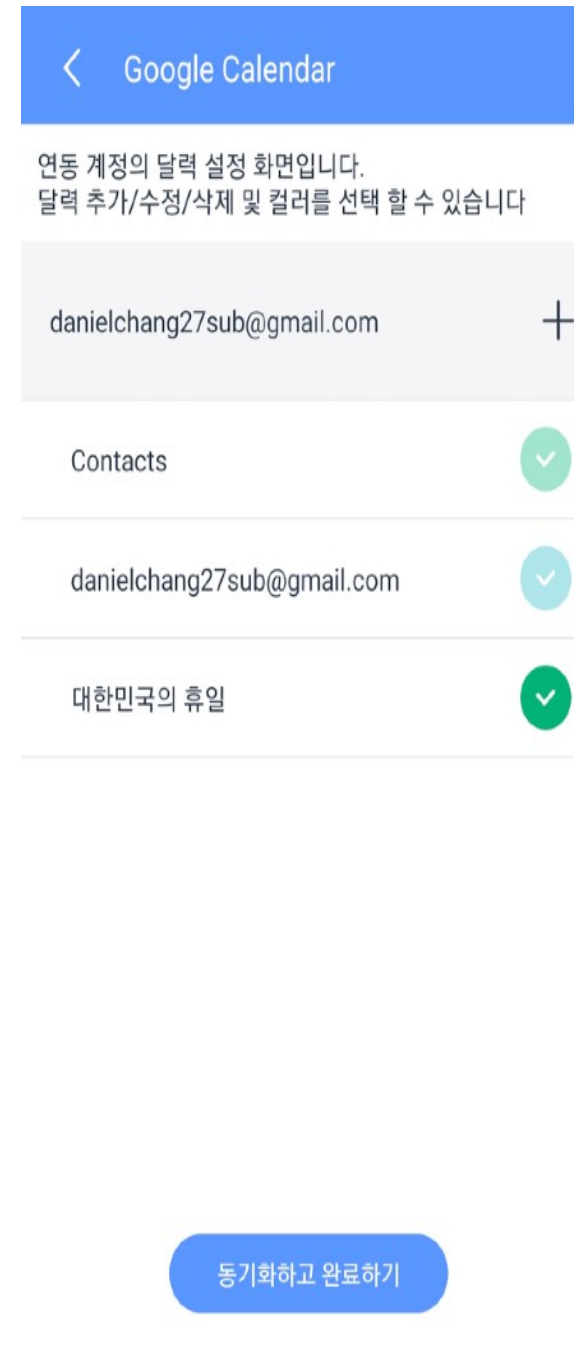 Google Calendar
연동 계정의 달력 설정 화면입니다.
달력 추가/수정/삭제 및 컬러를 선택 할 수 있습니다
danielchang27sub@gmail.com
Contacts
danielchang27sub@gmail.com
대한민국의 휴일
동기화하고 완료하기